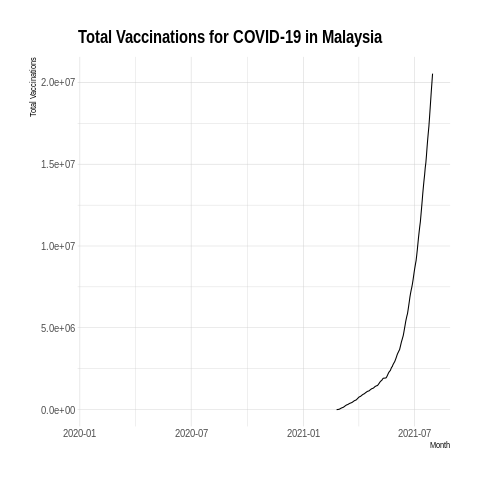 Total Vaccinations for COVID-19 in Malaysia
Total Vaccinations
2.0e+07
1.5e+07
1.0e+07
5.0e+06
0.0e+00
2020-01
2020-07
2021-01
2021-07
Month